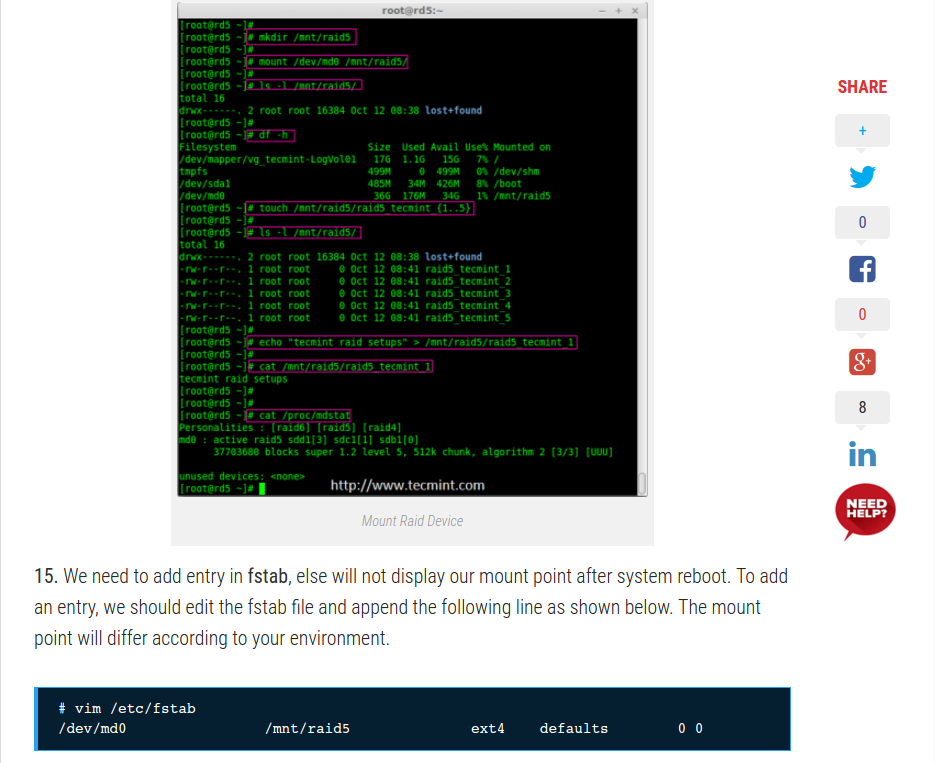 root@rd5:~
[root@rd5 ~]#
[root@rd5 ~]# mkdir /mnt/raid5
[root@rd5 ~]#
[root@rd5 ~]# mount /dev/md0 /mnt/raid5/
[root@rd5 ~]#
[root@rd5 ~]# ls -l /mnt/raid5/
total 16
drwx------. 2 root root 16384 Oct 12 08:38 lost+found
[root@rd5 ~]#
[root@rd5 ~]# df -h
Filesystem Size Used Avail Use% Mounted on
/dev/mapper/vg_tecmint-LogVol01 17G 1.1G 15G 7% /
tmpfs 499M 0 499M 0% /dev/shm
/dev/sda1 485M 34M 426M 8% /boot
/dev/md0 36G 176M 34G 1% /mnt/raid5
[root@rd5 ~]# touch /mnt/raid5/raid5_tecmint_{1..5}
[root@rd5 ~]#
[root@rd5 ~]# ls -l /mnt/raid5/
total 16
drwx------. 2 root root 16384 Oct 12 08:38 lost+found
-rw-r--r--. 1 root root 0 Oct 12 08:41 raid5_tecmint_1
-rw-r--r--. 1 root root 0 Oct 12 08:41 raid5_tecmint_2
-rw-r--r--. 1 root root 0 Oct 12 08:41 raid5_tecmint_3
-rw-r--r--. 1 root root 0 Oct 12 08:41 raid5_tecmint_4
-rw-r--r--. 1 root root 0 Oct 12 08:41 raid5_tecmint_5
[root@rd5 ~]#
[root@rd5 ~]# echo "tecmint raid setups" > /mnt/raid5/raid5_tecmint_1
[root@rd5 ~]#
[root@rd5 ~]# cat /mnt/raid5/raid5_tecmint_1
tecmint raid setups
[root@rd5 ~]#
[root@rd5 ~]#
[root@rd5 ~]# cat /proc/mdstat
Personalities : [raid6] [raid5] [raid4]
md0 : active raid5 sdd1[3] sdc1[1] sdb1[0]
37703680 blocks super 1.2 level 5, 512k chunk, algorithm 2 [3/3] [UUU]
unused devices: <none>
[root@rd5 ~]#
http://www.tecmint.com
Mount Raid Device
15. We need to add entry in fstab, else will not display our mount point after system reboot. To add
an entry, we should edit the fstab file and append the following line as shown below. The mount
point will differ according to your environment.
# vim /etc/fstab
/dev/md0 /mnt/raid5 ext4 defaults 0 0
SHARE
+
0
0
g+
8
in
NEED
HELP?